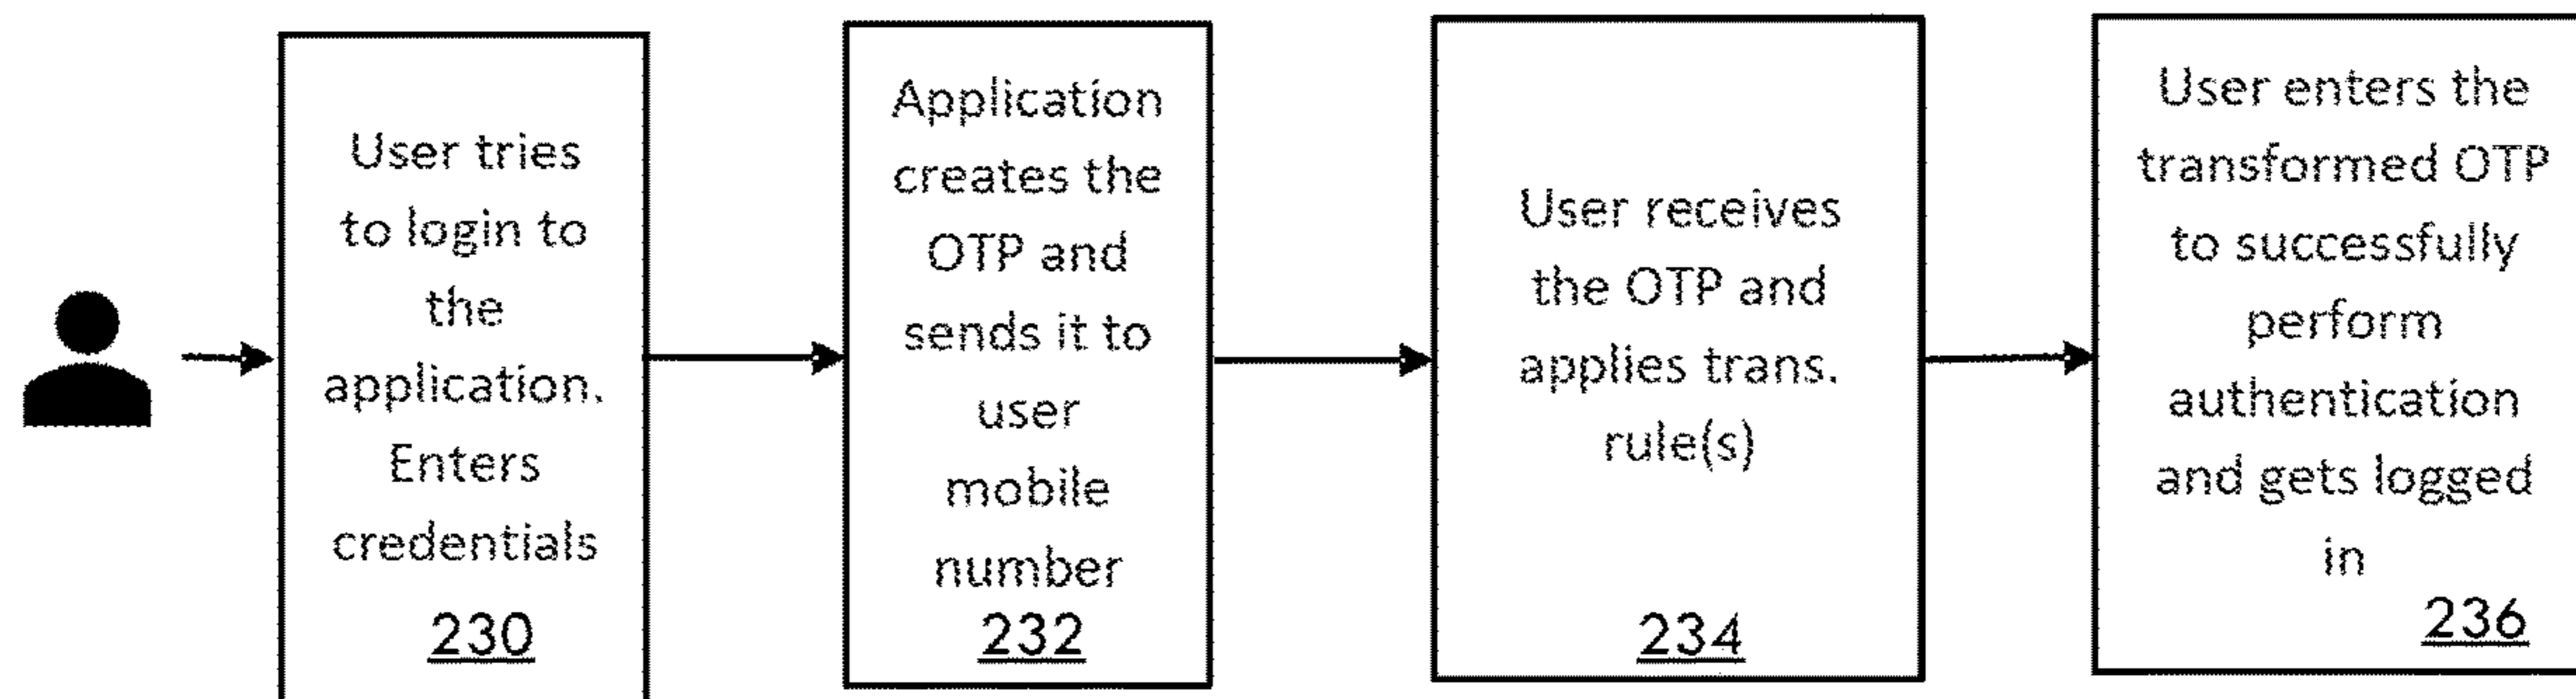 User tries
to login to
the
application.
Enters
credentials
230
Application
creates the
OTP and
sends it to
user
mobile
number
232
User receives
the OTP and
applies trans.
rule(s)
234
User enters the
transformed OTP
to successfully
perform
authentication
and gets logged
in
236